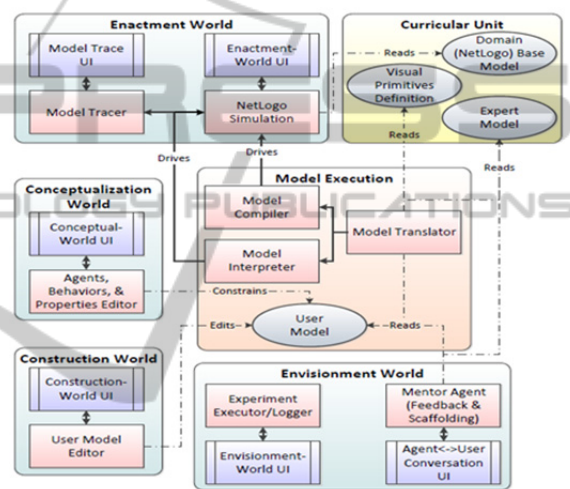 Enactment World
Model Trace
UI
Enactment-
World UI
Model Tracer
NetLogo
Simulation
Curricular Unit
Domain
(NetLogo) Base
Model
Visual
Primitives
Definition
Expert
Model
Reads
Reads
Reads
Drives
Drives
Conceptualization
World
Conceptual-
World UI
Agents,
Behaviors, &
Properties Editor
Model Execution
Model
Compiler
Model
Interpreter
Model Translator
User
Model
Constrains
Edits
Reads
Construction World
Construction-
World UI
User Model
Editor
Envisionment World
Experiment
Executor/Logger
Envisionment-
World UI
Mentor Agent
(Feedback &
Scaffolding)
Agent<->User
Conversation
UI
PRESS
OLOGY PUBLICATIONS